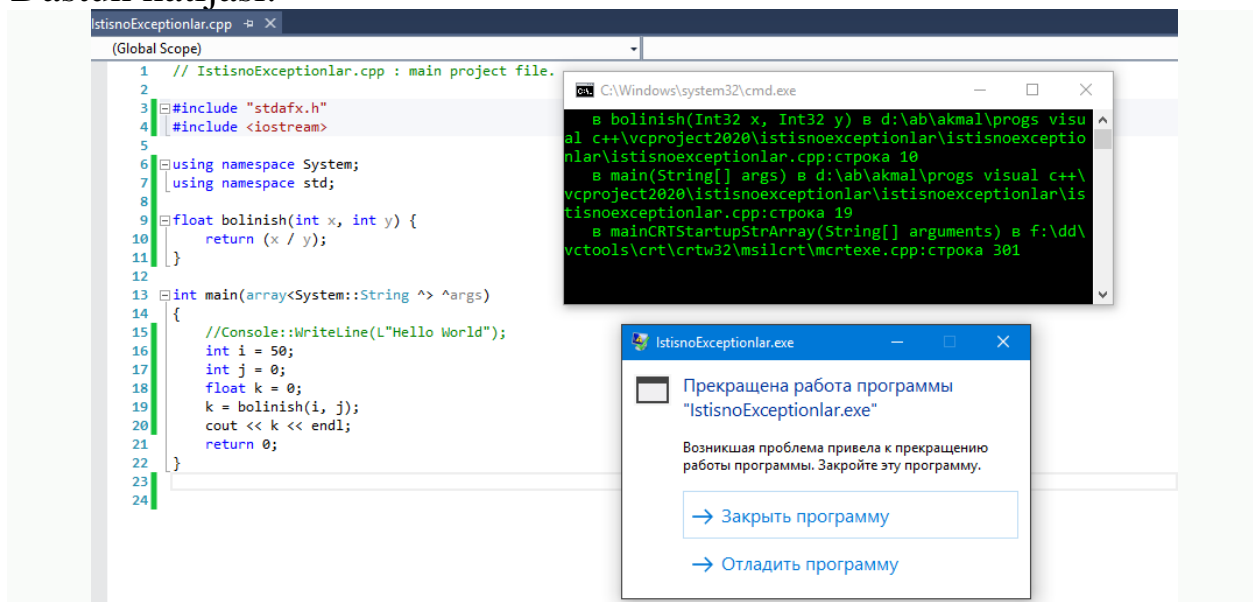 Dastur natijasi:
IstisnoExceptionlar.cpp
(Global Scope)
1 // IstisnoExceptionlar.cpp : main project file.
2
3 #include "stdafx.h"
4 #include <iostream>
5
6 using namespace System;
7 using namespace std;
8
9 float bolinish(int x, int y) {
10 return (x / y);
11 }
12
13 int main(array<System::String ^> ^args)
14 {
15 //Console::WriteLine(L"Hello World");
16 int i = 50;
17 int j = 0;
18 float k = 0;
19 k = bolinish(i, j);
20 cout << k << endl;
21 return 0;
22 }
23
24
C:\Windows\system32\cmd.exe
в bolinish(Int32 x, Int32 y) в d:\ab\akmal\progs visu
al c++\vcproject2020\istisnoexceptionlar\istisnoexceptio
nlar\istisnoexceptionlar.cpp:строка 10
в main(String[] args) в d:\ab\akmal\progs visual c++\
vcproject2020\istisnoexceptionlar\istisnoexceptionlar\is
tisnoexceptionlar.cpp:строка 19
в mainCRTStartupStrArray(String[] arguments) в f:\dd\
vctools\crt\crtw32\msilcrt\mcrtexe.cpp:строка 301
IstisnoExceptionlar.exe
Прекращена работа программы
"IstisnoExceptionlar.exe"
Возникшая проблема привела к прекращению
работы программы. Закройте эту программу.
Закрыть программу
Отладить программу